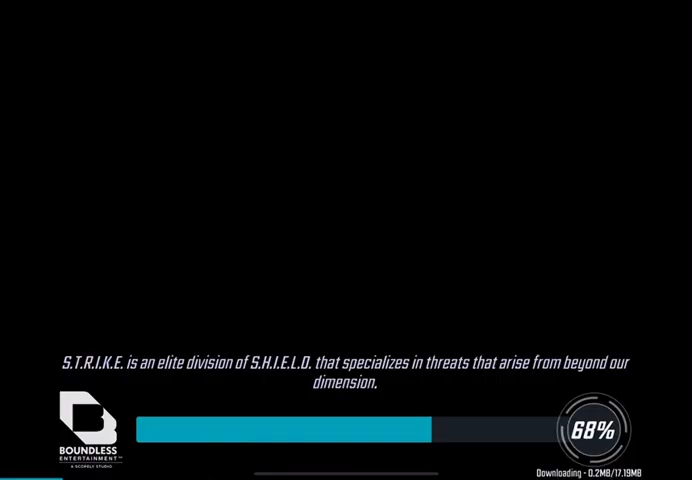 S.T.R.I.K.E. is an elite division of S.H.I.E.L.D. that specializes in threats that arise from beyond our
dimension.
68%
BOUNDLESS
ENTERTAINMENT™
A SCOPELY STUDIO
Downloading - 0.2MB/17.19MB